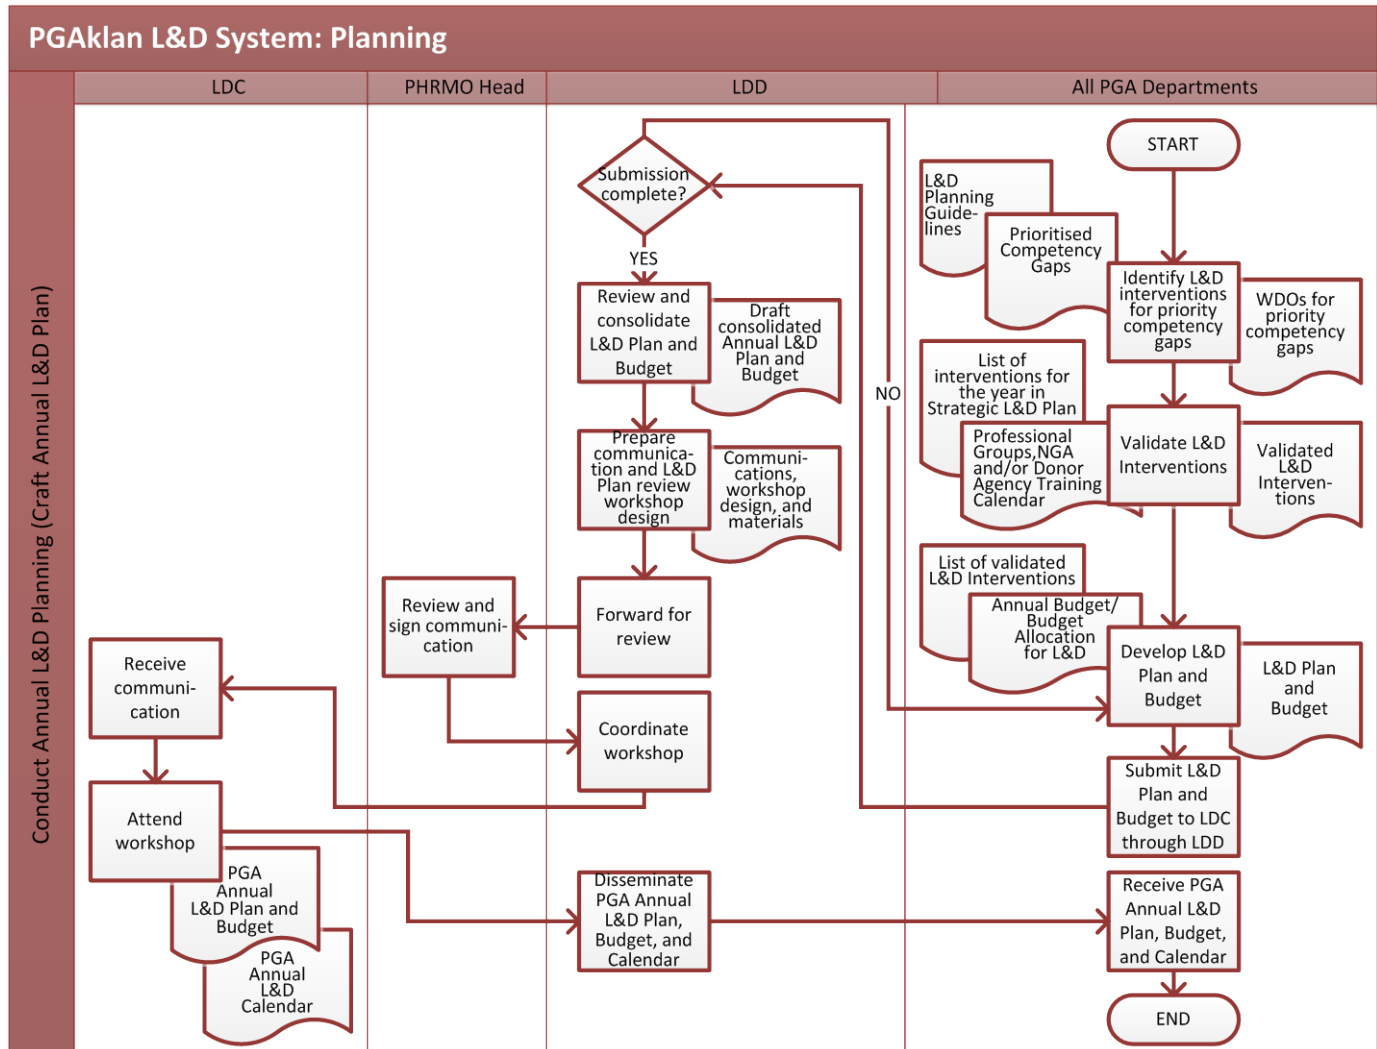 PGAklan L&D System: Planning
LDC
PHRMO Head
LDD
All PGA Departments
Conduct Annual L&D Planning (Craft Annual L&D Plan)
START
L&D
Planning
Guide-
lines
Prioritised
Competency
Gaps
Identify L&D
interventions
for priority
competency
gaps
WDOs for
priority
competency
gaps
List of
interventions for
the year in
Strategic L&D Plan
Professional
Groups,NGA
and/or Donor
Agency Training
Calendar
Validate L&D
Interventions
Validated
L&D
Interven-
tions
List of validated
L&D Interventions
Annual Budget/
Budget
Allocation
for L&D
Develop L&D
Plan and
Budget
L&D Plan
and
Budget
Submit L&D
Plan and
Budget to LDC
through LDD
Submission
complete?
NO
YES
Review and
consolidate
L&D Plan and
Budget
Draft
consolidated
Annual L&D
Plan and
Budget
Prepare
communica-
tion and L&D
Plan review
workshop
design
Communi-
cations,
workshop
design, and
materials
Forward for
review
Review and
sign communi-
cation
Coordinate
workshop
Receive
communi-
cation
Attend
workshop
PGA
Annual
L&D Plan and
Budget
PGA
Annual
L&D
Calendar
Disseminate
PGA Annual
L&D Plan,
Budget, and
Calendar
Receive PGA
Annual L&D
Plan, Budget,
and Calendar
END